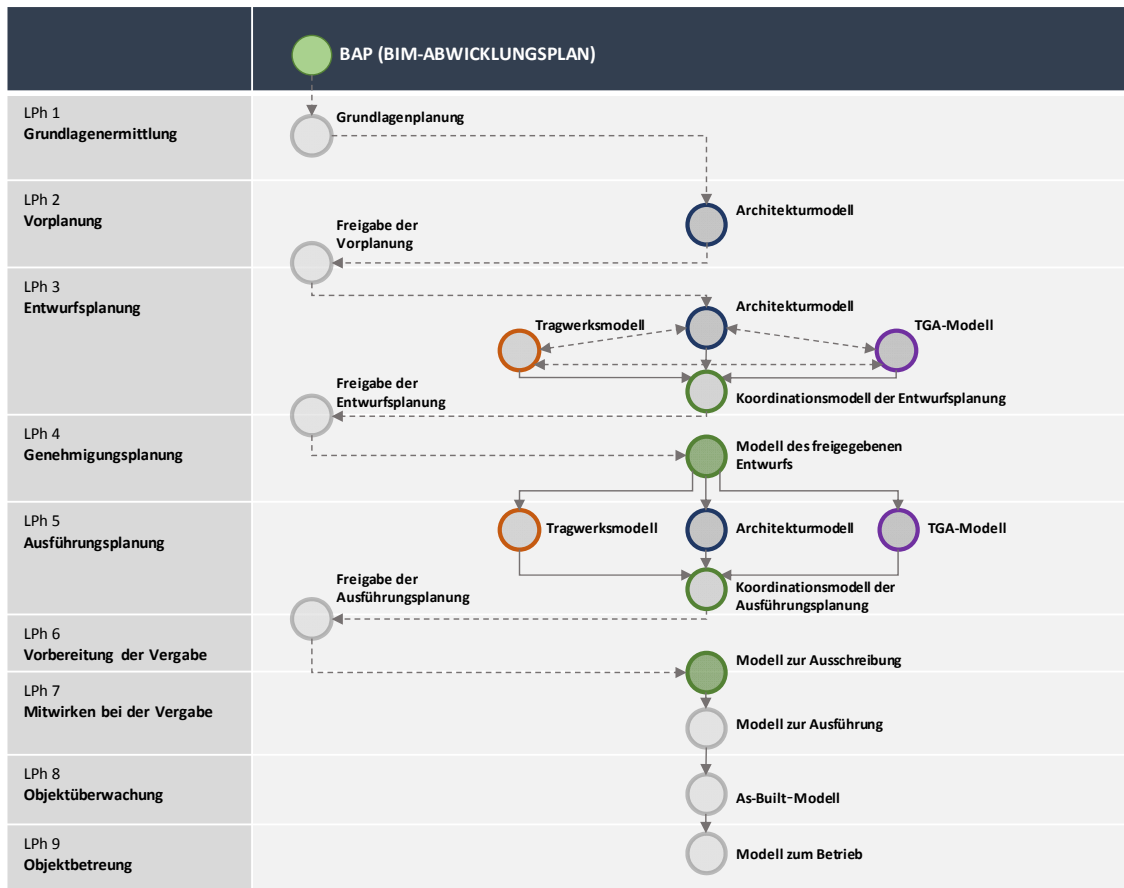 BAP (BIM-ABWICKLUNGSPLAN)
LPh 1
Grundlagenermittlung
Grundlagenplanung
LPh 2
Vorplanung
Architekturmodell
Freigabe der
Vorplanung
LPh 3
Entwurfsplanung
Architekturmodell
Tragwerksmodell
TGA-Modell
Freigabe der
Entwurfsplanung
Koordinationsmodell der Entwurfsplanung
LPh 4
Genehmigungsplanung
Modell des freigegebenen
Entwurfs
LPh 5
Ausführungsplanung
Tragwerksmodell
Architekturmodell
TGA-Modell
Freigabe der
Ausführungsplanung
Koordinationsmodell der
Ausführungsplanung
LPh 6
Vorbereitung der Vergabe
Modell zur Ausschreibung
LPh 7
Mitwirken bei der Vergabe
Modell zur Ausführung
LPh 8
Objektüberwachung
As-Built-Modell
LPh 9
Objektbetreung
Modell zum Betrieb